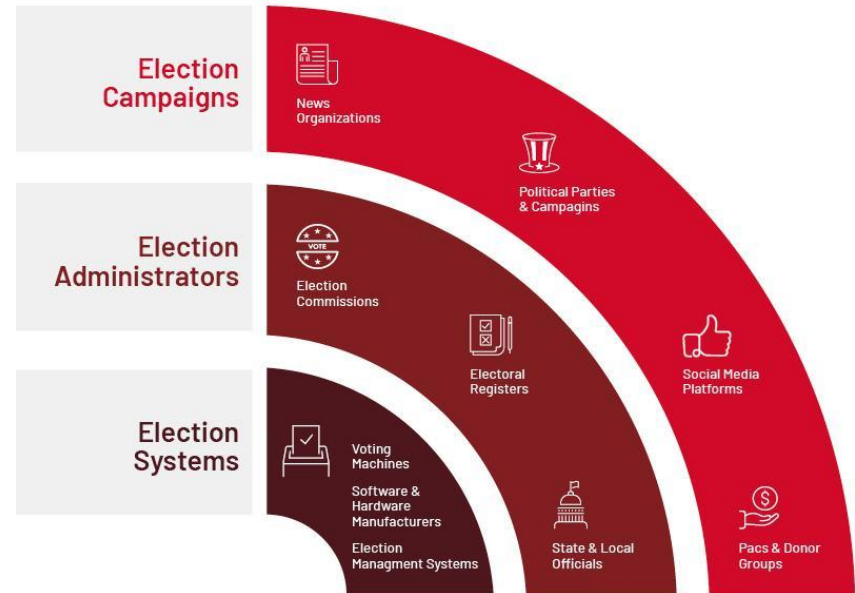 Election
Campaigns
News
Organizations
Political Parties
& Campagins
Social Media
Platforms
Pacs & Donor
Groups
Election
Administrators
VOTE
Election
Commissions
Electoral
Registers
State & Local
Officials
Election
Systems
Voting
Machines
Software &
Hardware
Manufacturers
Election
Managment Systems